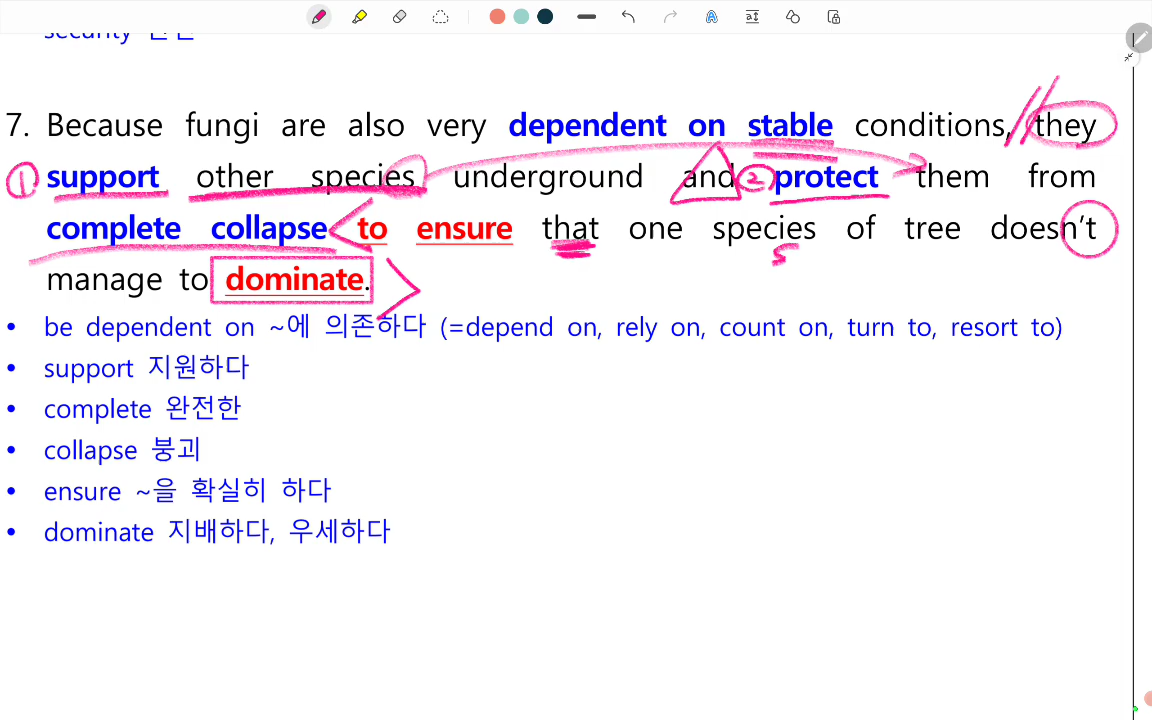 security 안전
7. Because fungi are also very dependent on stable conditions, they
① support other species underground and ② protect them from
complete collapse to ensure that one species of tree doesn't
S
manage to dominate.
• be dependent on ~에 의존하다 (=depend on, rely on, count on, turn to, resort to)
• support 지원하다
• complete 완전한
• collapse 붕괴
• ensure ~을 확실히 하다
• dominate 지배하다, 우세하다